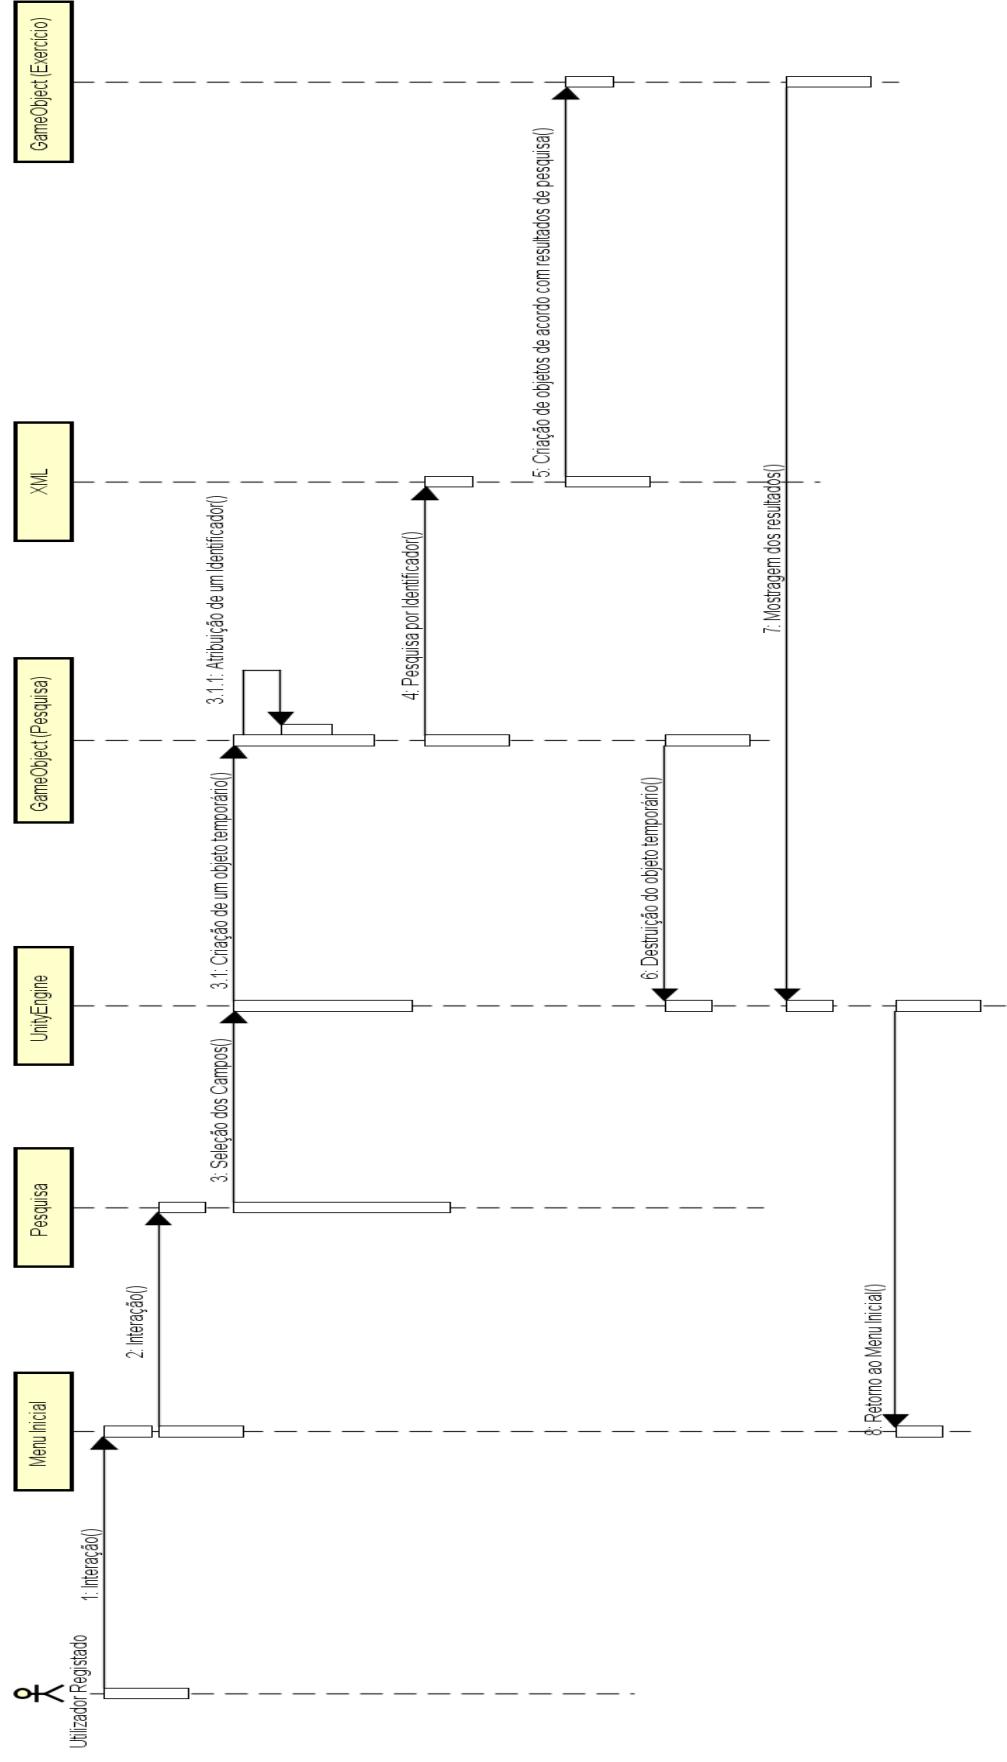 Utilizador Registado
Menu Inicial
Pesquisa
UnityEngine
GameObject (Pesquisa)
XML
GameObject (Exercício)
1: Interação()
2: Interação()
3: Seleção dos Campos()
3.1: Criação de um objeto temporário()
3.1.1: Atribuição de um Identificador()
4: Pesquisa por Identificador()
5: Criação de objetos de acordo com resultados de pesquisa()
6: Destruição do objeto temporário()
7: Mostragem dos resultados()
8: Retorno ao Menu Inicial()